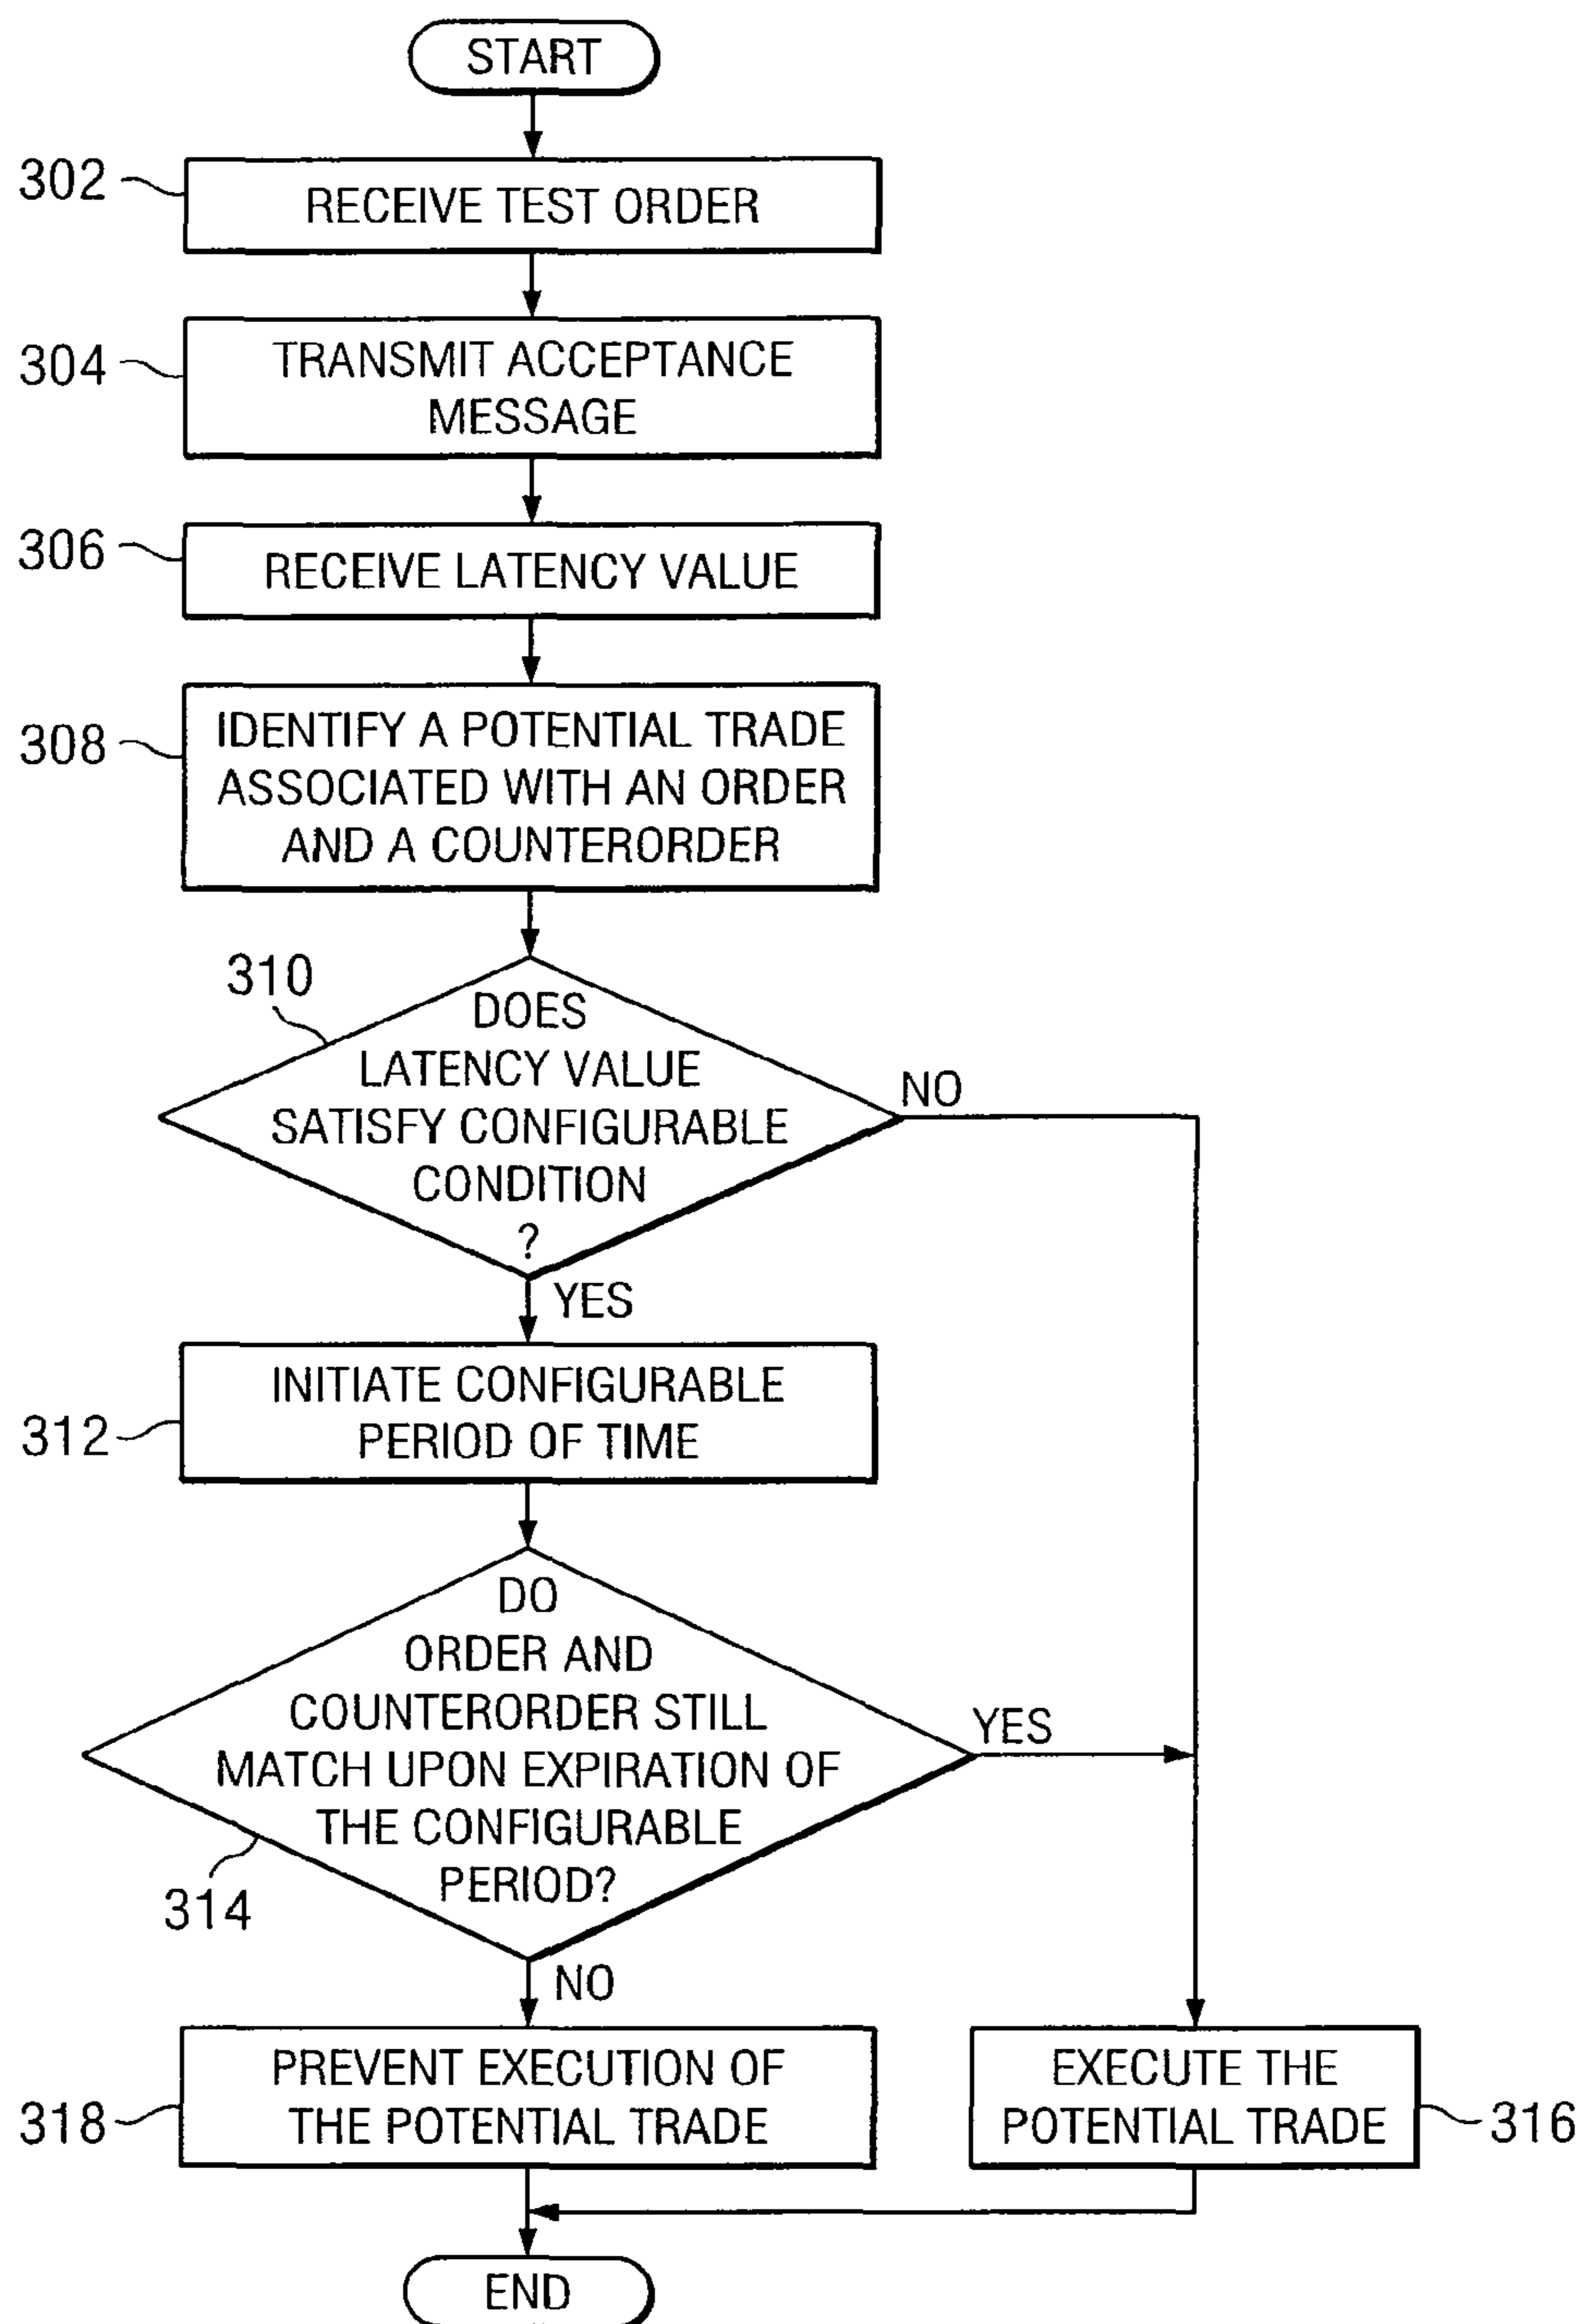 START
302
RECEIVE TEST ORDER
304
TRANSMIT ACCEPTANCE
MESSAGE
306
RECEIVE LATENCY VALUE
308
IDENTIFY A POTENTIAL TRADE
ASSOCIATED WITH AN ORDER
AND A COUNTERORDER
310
DOES
LATENCY VALUE
SATISFY CONFIGURABLE
CONDITION
?
NO
YES
312
INITIATE CONFIGURABLE
PERIOD OF TIME
DO
ORDER AND
COUNTERORDER STILL
MATCH UPON EXPIRATION OF
THE CONFIGURABLE
PERIOD?
YES
314
NO
318
PREVENT EXECUTION OF
THE POTENTIAL TRADE
EXECUTE THE
POTENTIAL TRADE
316
END